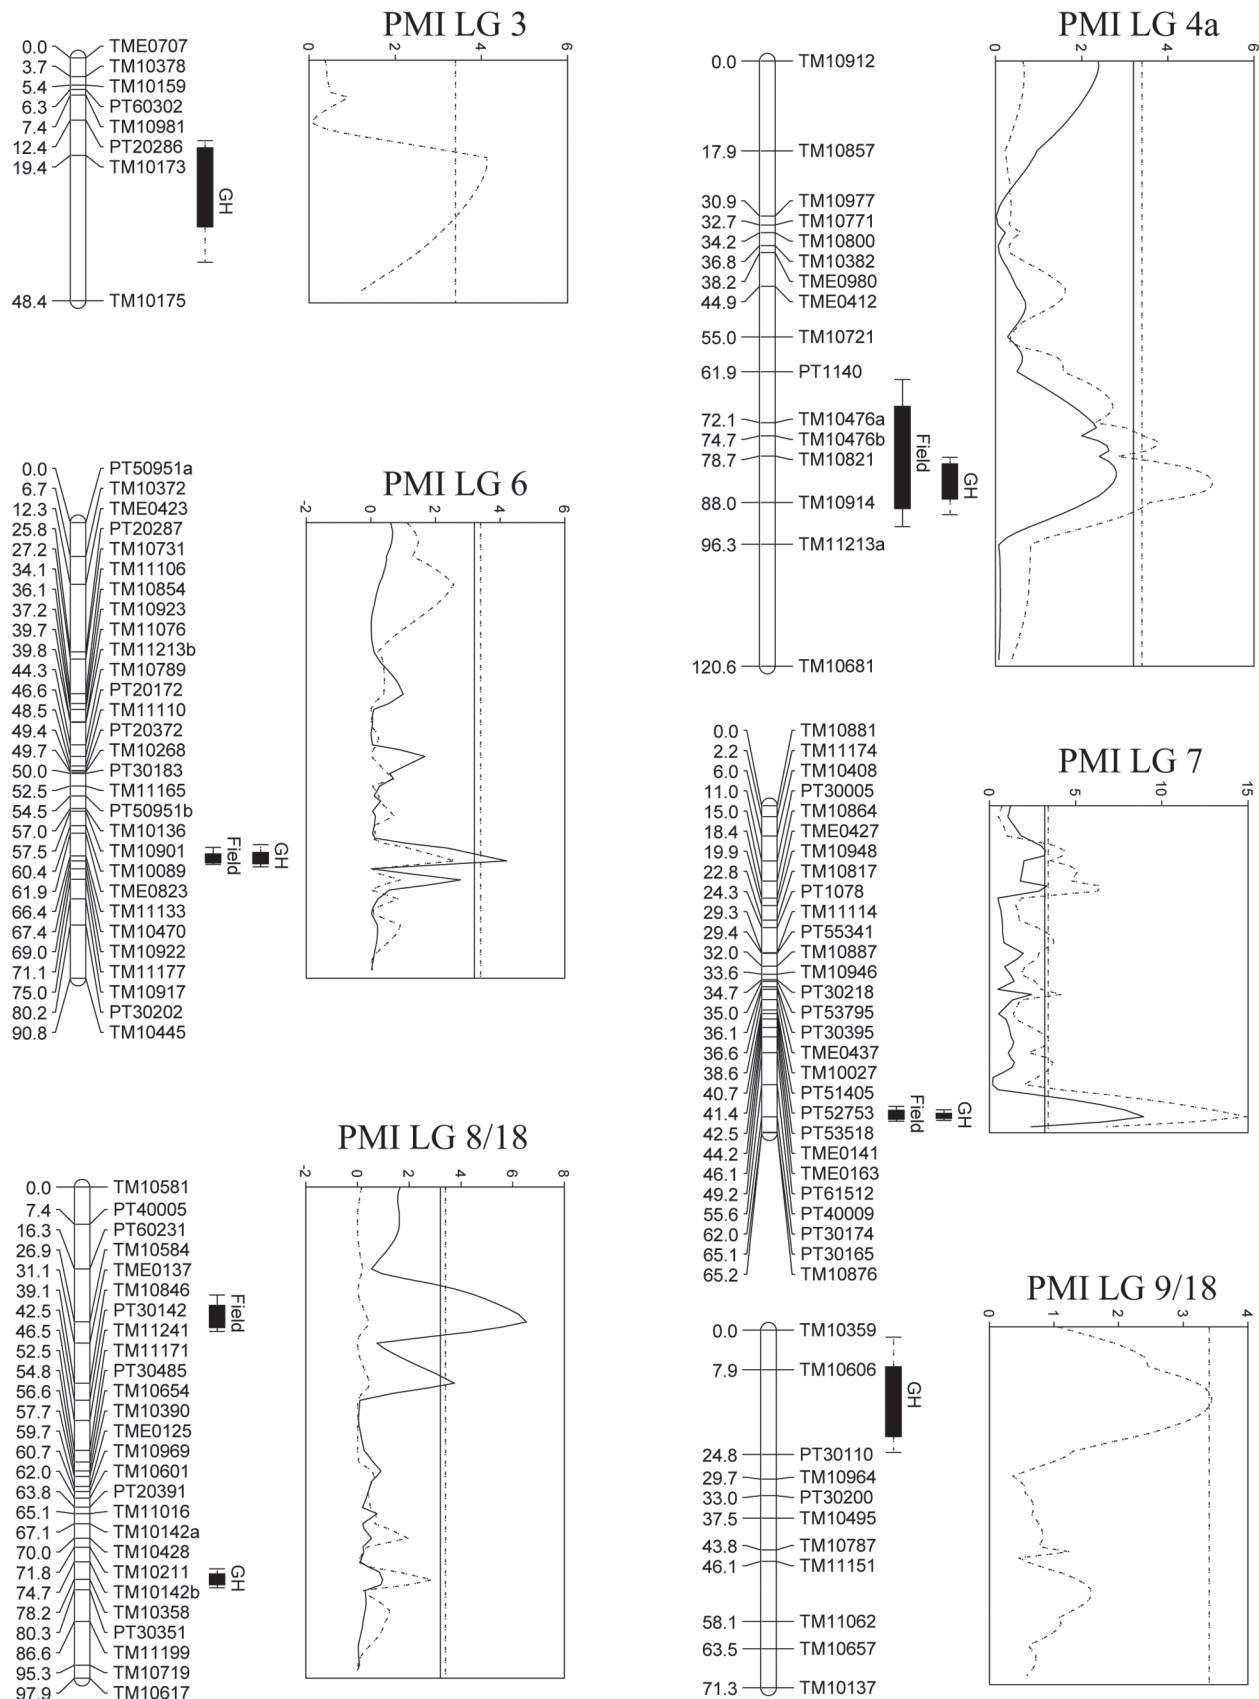 PMI LG 3
0 2 4 6
0.0 TME0707
3.7 TM10378
5.4 TM10159
6.3 PT60302
7.4 TM10981
12.4 PT20286
19.4 TM10173
48.4 TM10175
GH
PMI LG 4a
0 2 4 6
0.0 TM10912
17.9 TM10857
30.9 TM10977
32.7 TM10771
34.2 TM10800
36.8 TM10382
38.2 TME0980
44.9 TME0412
55.0 TM10721
61.9 PT1140
72.1 TM10476a
74.7 TM10476b
78.7 TM10821
88.0 TM10914
96.3 TM11213a
120.6 TM10681
Field
GH
PMI LG 6
-2 0 2 4 6
0.0 PT50951a
6.7 TM10372
12.3 TME0423
25.8 PT20287
27.2 TM10731
34.1 TM11106
36.1 TM10854
37.2 TM10923
39.7 TM11076
39.8 TM11213b
44.3 TM10789
46.6 PT20172
48.5 TM11110
49.4 PT20372
49.7 TM10268
50.0 PT30183
52.5 TM11165
54.5 PT50951b
57.0 TM10136
57.5 TM10901
60.4 TM10089
61.9 TME0823
66.4 TM11133
67.4 TM10470
69.0 TM10922
71.1 TM11177
75.0 TM10917
80.2 PT30202
90.8 TM10445
Field
GH
PMI LG 7
0 5 10 15
0.0 TM10881
2.2 TM11174
6.0 TM10408
11.0 PT30005
15.0 TM10864
18.4 TME0427
19.9 TM10948
22.8 TM10817
24.3 PT1078
29.3 TM11114
29.4 PT55341
32.0 TM10887
33.6 TM10946
34.7 PT30218
35.0 PT53795
36.1 PT30395
36.6 TME0437
38.6 TM10027
40.7 PT51405
41.4 PT52753
42.5 PT53518
44.2 TME0141
46.1 TME0163
49.2 PT61512
55.6 PT40009
62.0 PT30174
65.1 PT30165
65.2 TM10876
Field
GH
PMI LG 8/18
-2 0 2 4 6 8
0.0 TM10581
7.4 PT40005
16.3 PT60231
26.9 TM10584
31.1 TME0137
39.1 TM10846
42.5 PT30142
46.5 TM11241
52.5 TM11171
54.8 PT30485
56.6 TM10654
57.7 TM10390
59.7 TME0125
60.7 TM10969
62.0 TM10601
63.8 PT20391
65.1 TM11016
67.1 TM10142a
70.0 TM10428
71.8 TM10211
74.7 TM10142b
78.2 TM10358
80.3 PT30351
86.6 TM11199
95.3 TM10719
97.9 TM10617
Field
GH
PMI LG 9/18
0 1 2 3 4
0.0 TM10359
7.9 TM10606
24.8 PT30110
29.7 TM10964
33.0 PT30200
37.5 TM10495
43.8 TM10787
46.1 TM11151
58.1 TM11062
63.5 TM10657
71.3 TM10137
GH